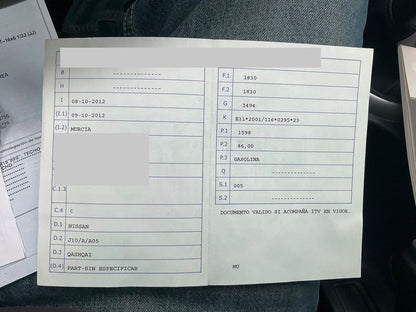 B --------------
H --------------
I 08-10-2012
(I.1) 09-10-2012
(I.2) MURCIA
C.1.3
C.4 C
D.1 NISSAN
D.2 J10/A/A05
D.3 QASHQAI
(D.4) PART-SIN ESPECIFICAR
F.1 1830
F.2 1830
G 1494
K E11*2001/116*0295*23
P.1 1598
P.2 86,00
P.3 GASOLINA
Q --------------
S.1 005
S.2 --------------
DOCUMENTO VALIDO SI ACOMPAÑA ITV EN VIGOR.
MU